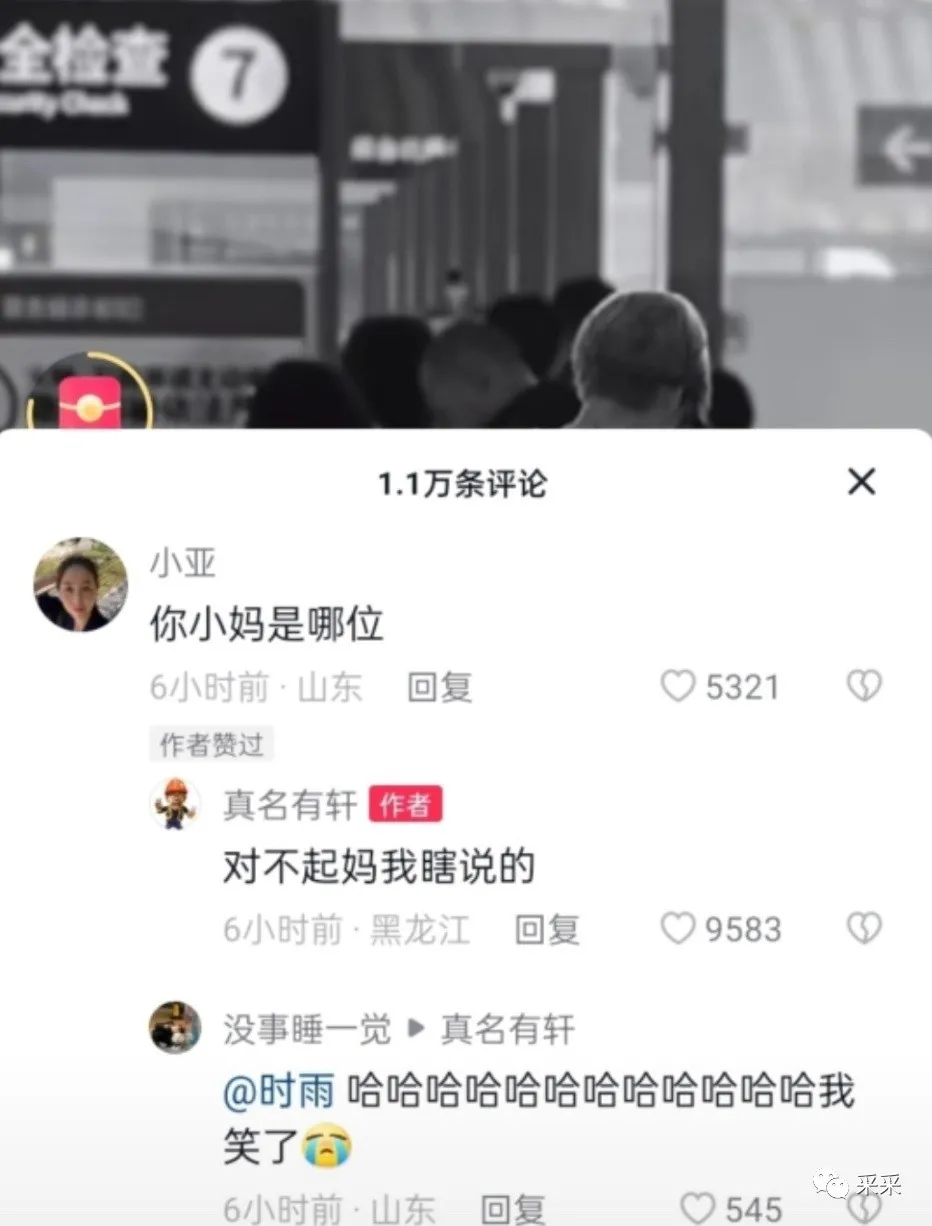 全检查 7
1.1万条评论
小亚
你小妈是哪位
6小时前·山东 回复 5321
作者赞过
真名有轩 作者
对不起妈我瞎说的
6小时前·黑龙江 回复 9583
没事睡一觉 ▶ 真名有轩
@时雨 哈哈哈哈哈哈哈哈哈哈哈哈我
笑了😭
6小时前·山东 回复 545
采采